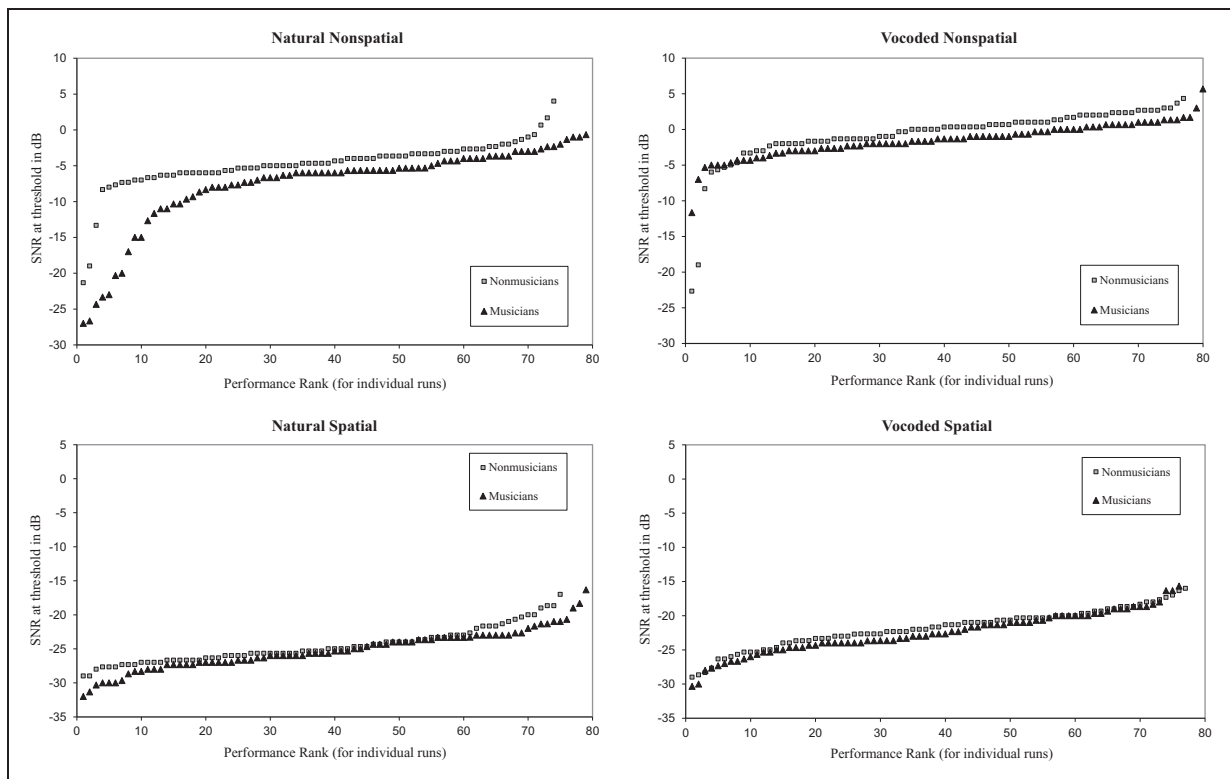 Natural Nonspatial
10
5
0
-5
-10
-15
-20
-25
-30
SNR at threshold in dB
Nonmusicians
Musicians
0 10 20 30 40 50 60 70 80
Performance Rank (for individual runs)
Vocoded Nonspatial
10
5
0
-5
-10
-15
-20
-25
-30
SNR at threshold in dB
Nonmusicians
Musicians
0 10 20 30 40 50 60 70 80
Performance Rank (for individual runs)
Natural Spatial
5
0
-5
-10
-15
-20
-25
-30
-35
SNR at threshold in dB
Nonmusicians
Musicians
0 10 20 30 40 50 60 70 80
Performance Rank (for individual runs)
Vocoded Spatial
5
0
-5
-10
-15
-20
-25
-30
-35
SNR at threshold in dB
Nonmusicians
Musicians
0 10 20 30 40 50 60 70 80
Performance Rank (for individual runs)